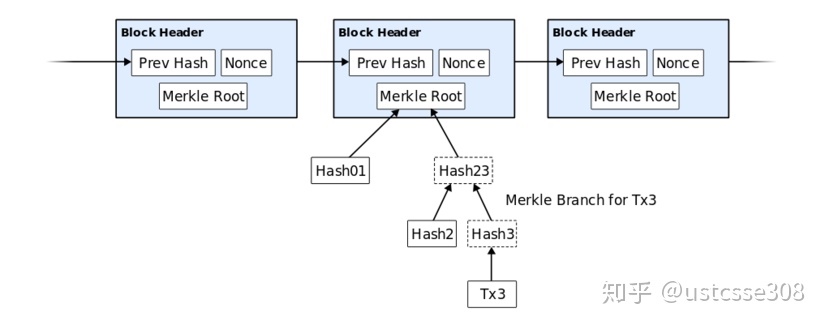 Block Header Block Header Block Header
Prev Hash Nonce Prev Hash Nonce Prev Hash Nonce
Merkle Root Merkle Root Merkle Root
Hash01 Hash23
Merkle Branch for Tx3
Hash2 Hash3
Tx3
知乎 @ustcsse308